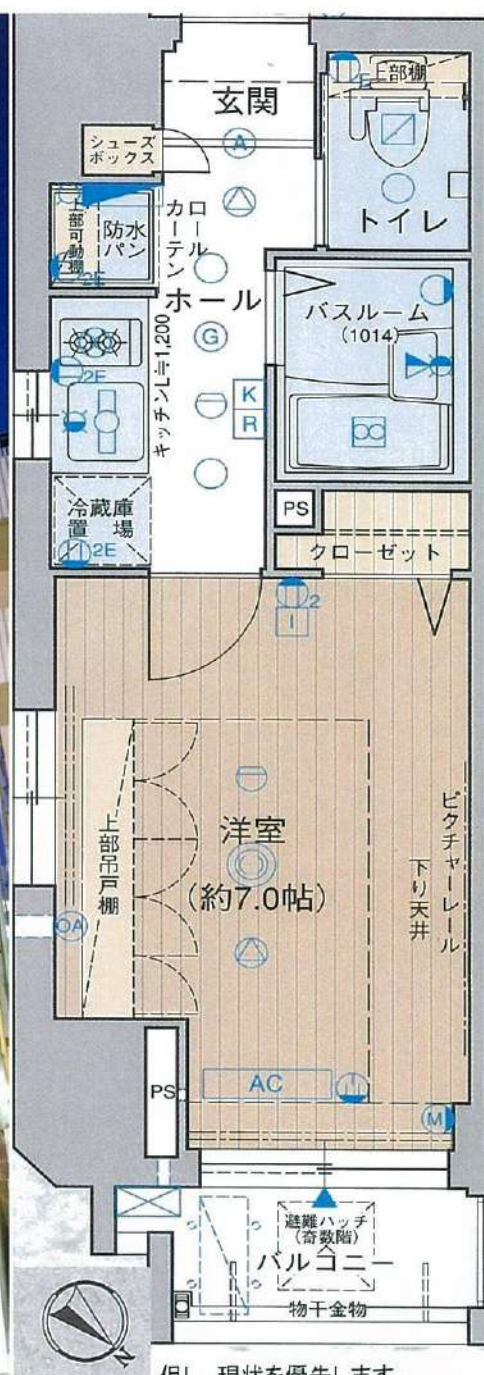 玄関
上部棚
E
シューズ
ボックス
A
トイレ
上部可動棚
防水
パン
2E
ロール
カーテン
ホール
バスルーム
(1014)
G
2E
キッチンL≒1,200
K
R
冷蔵庫
置場
2E
PS
クローゼット
2
I
上部吊戸棚
洋室
(約7.0帖)
ピクチャーレール
下り天井
OA
PS
AC
M
避難ハッチ
(奇数階)
バルコニー
物干金物
N
但し、現状を優先します